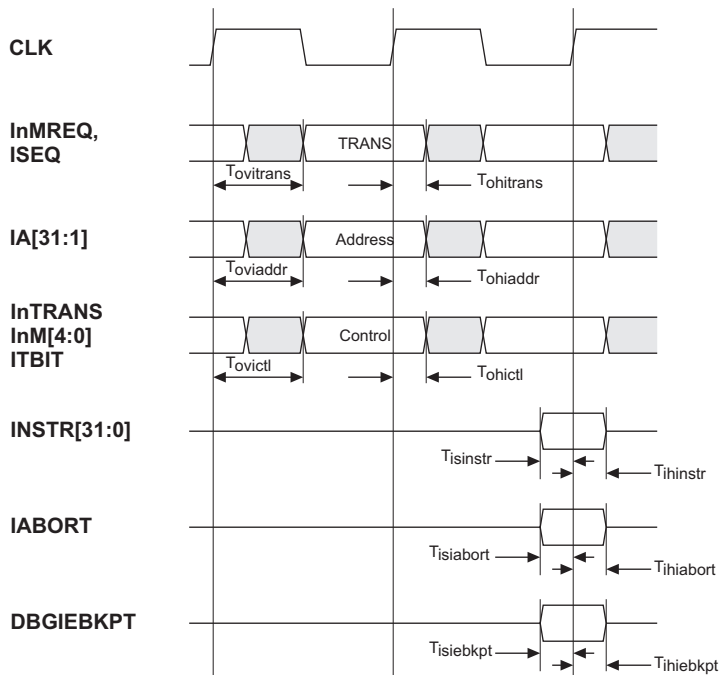 CLK
InMREQ,
ISEQ
TRANS
Tovitrans
Tohitrans
IA[31:1]
Address
Toviaddr
Tohiaddr
InTRANS
InM[4:0]
ITBIT
Control
Tovictl
Tohictl
INSTR[31:0]
Tisinstr
Tihinstr
IABORT
Tisiabort
Tihiabort
DBGIEBKPT
Tisiebkpt
Tihiebkpt